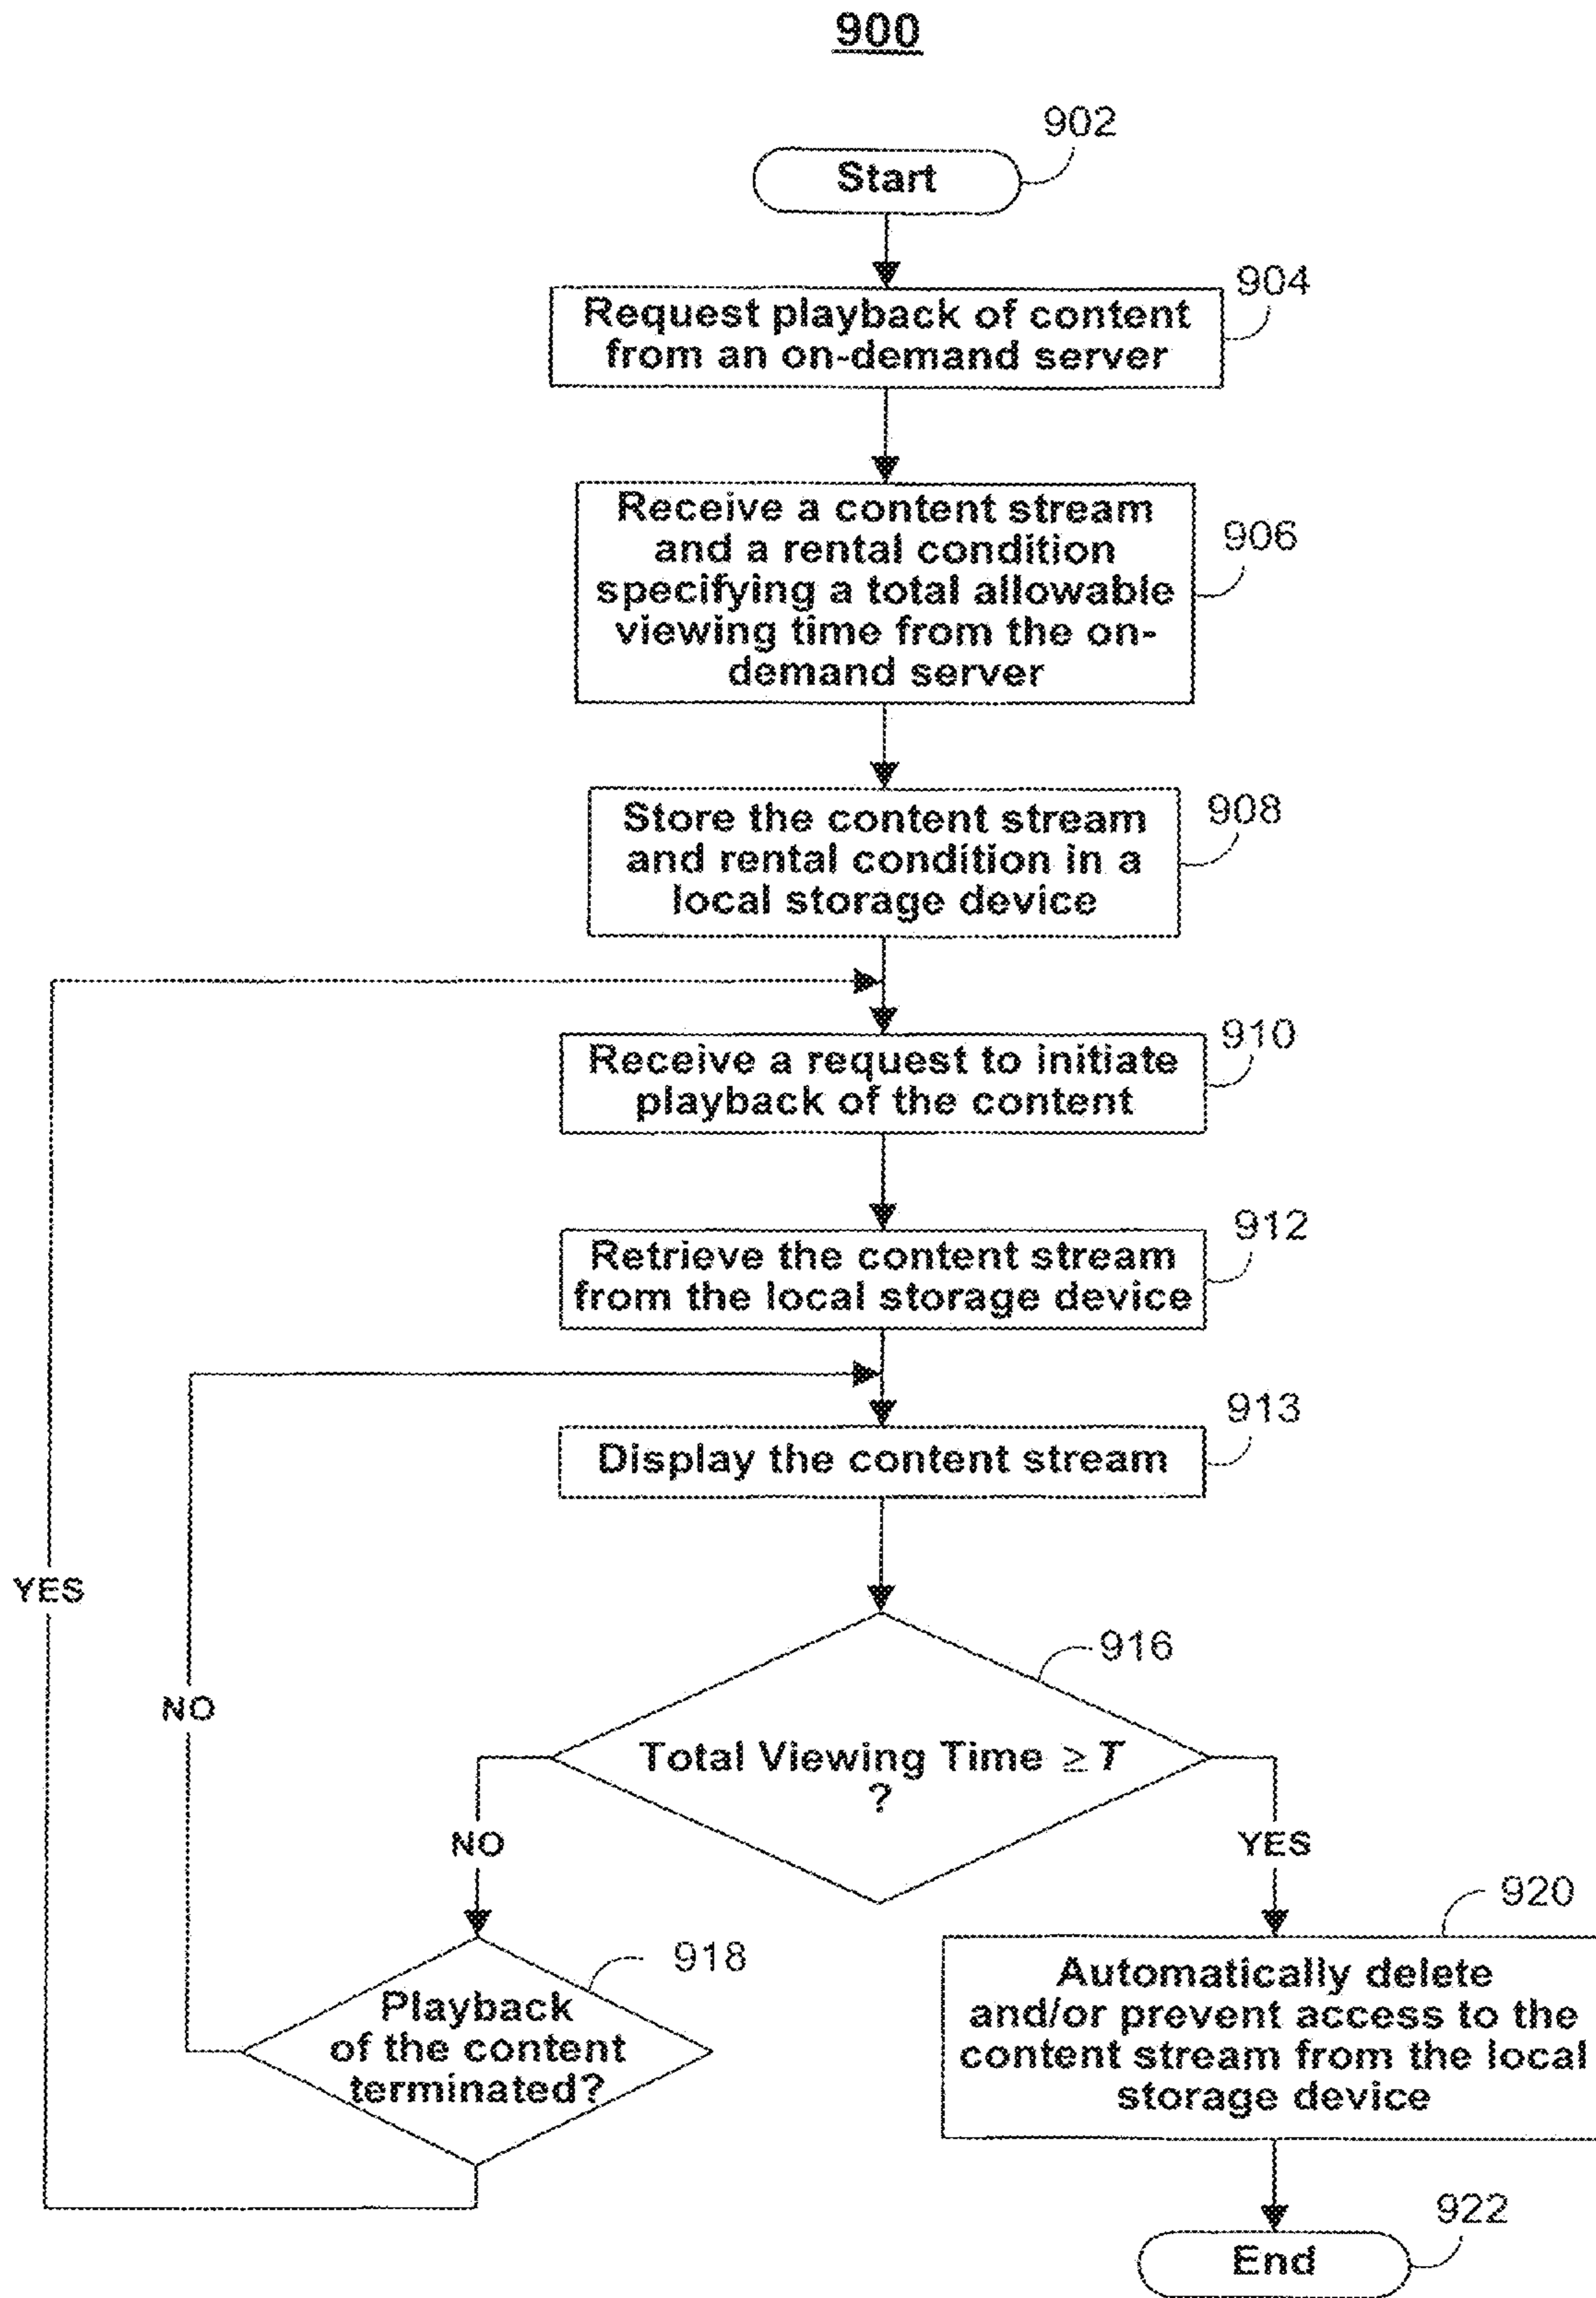 900
902
Start
904
Request playback of content
from an on-demand server
Receive a content stream
and a rental condition
specifying a total allowable
viewing time from the on-
demand server
906
Store the content stream
and rental condition in a
local storage device
908
910
Receive a request to initiate
playback of the content
912
Retrieve the content stream
from the local storage device
913
Display the content stream
YES
916
NO
Total Viewing Time ≥ T
?
NO
YES
920
918
Playback
of the content
terminated?
Automatically delete
and/or prevent access to the
content stream from the local
storage device
922
End